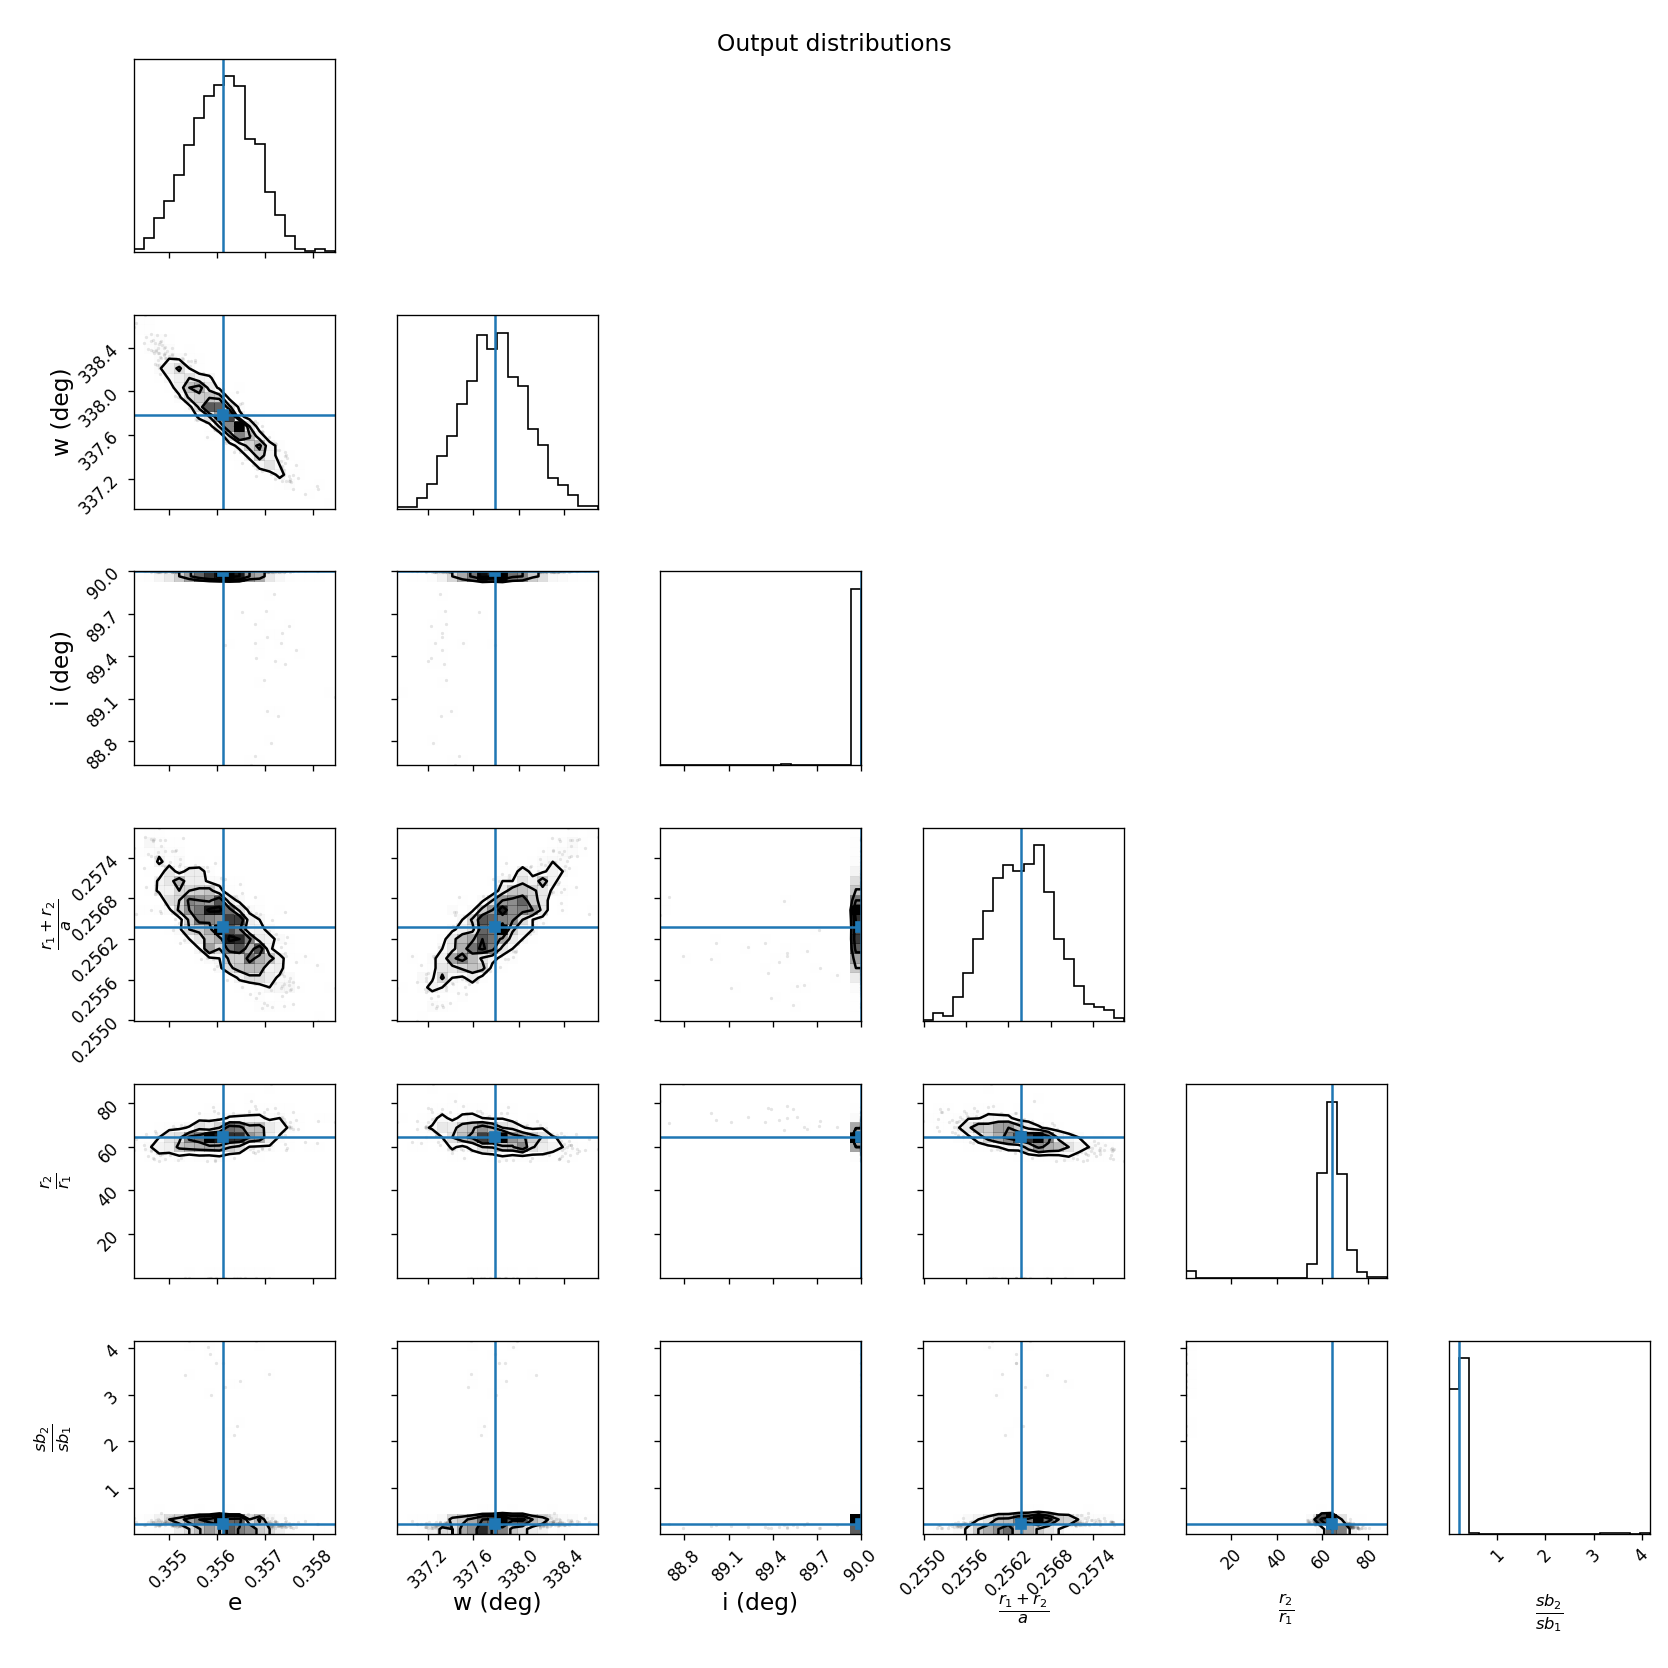 Output distributions
w (deg)
338.4
338.0
337.6
337.2
i (deg)
90.0
89.7
89.4
89.1
88.8
r₁ + r₂
a
0.2574
0.2568
0.2562
0.2556
0.2550
r₂
r₁
80
60
40
20
sb₂
sb₁
4
3
2
1
0.355 0.356 0.357 0.358
337.2 337.6 338.0 338.4
88.8 89.1 89.4 89.7 90.0
0.2550 0.2556 0.2562 0.2568 0.2574
20 40 60 80
1 2 3 4
e
w (deg)
i (deg)
r₁ + r₂
a
r₂
r₁
sb₂
sb₁